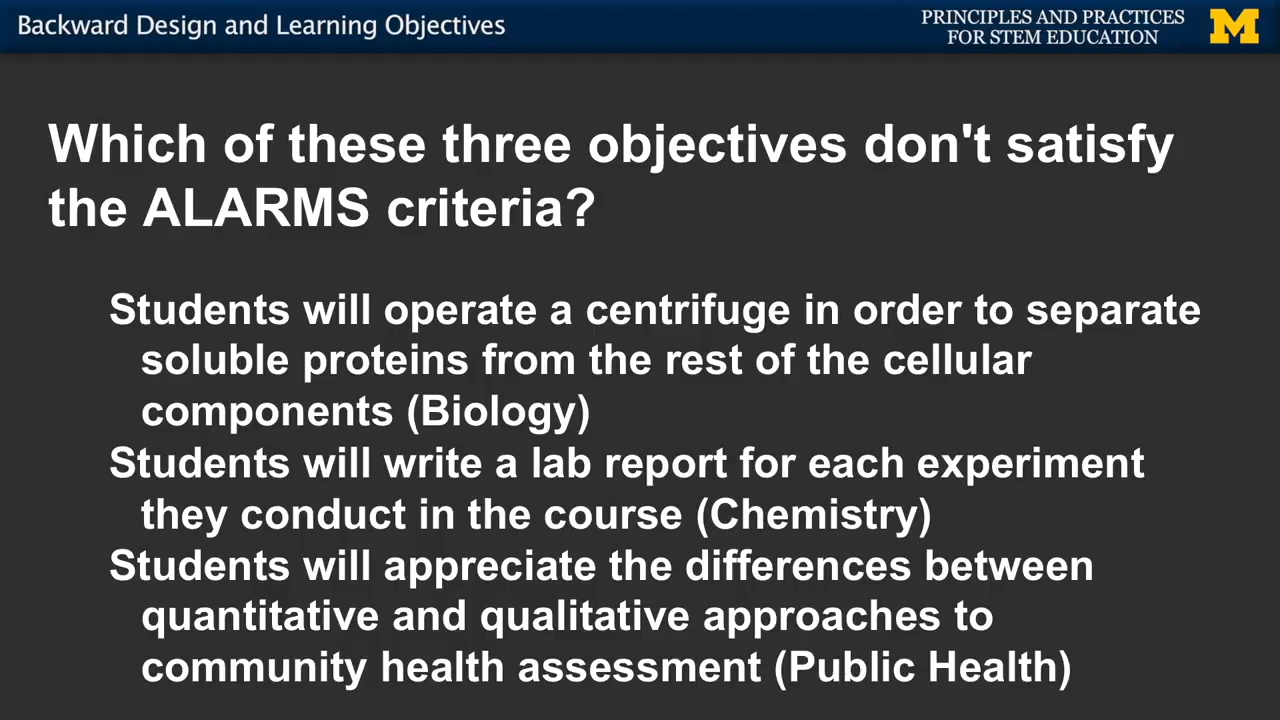 Backward Design and Learning Objectives
PRINCIPLES AND PRACTICES
FOR STEM EDUCATION
M
Which of these three objectives don't satisfy
the ALARMS criteria?
Students will operate a centrifuge in order to separate
soluble proteins from the rest of the cellular
components (Biology)
Students will write a lab report for each experiment
they conduct in the course (Chemistry)
Students will appreciate the differences between
quantitative and qualitative approaches to
community health assessment (Public Health)